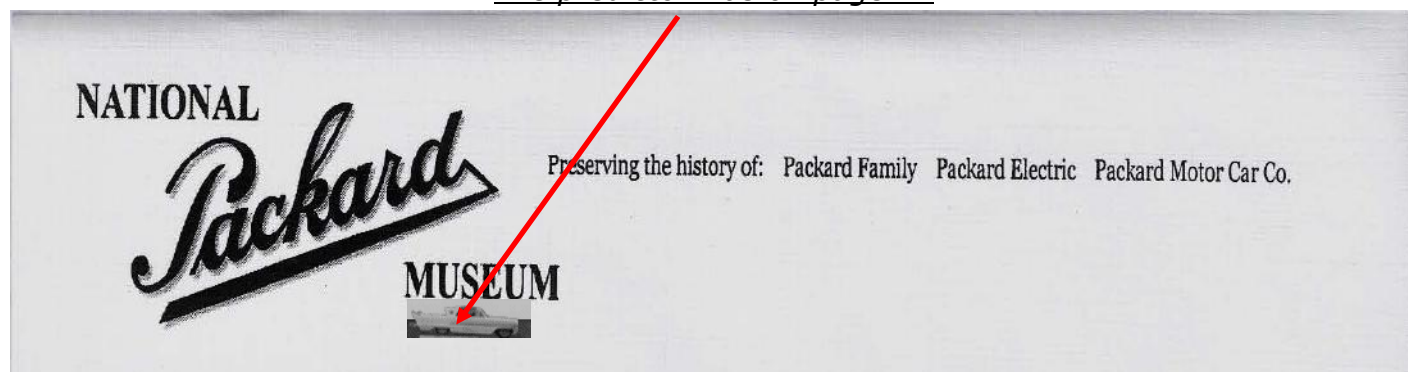 NATIONAL
Packard
MUSEUM
Preserving the history of: Packard Family Packard Electric Packard Motor Car Co.